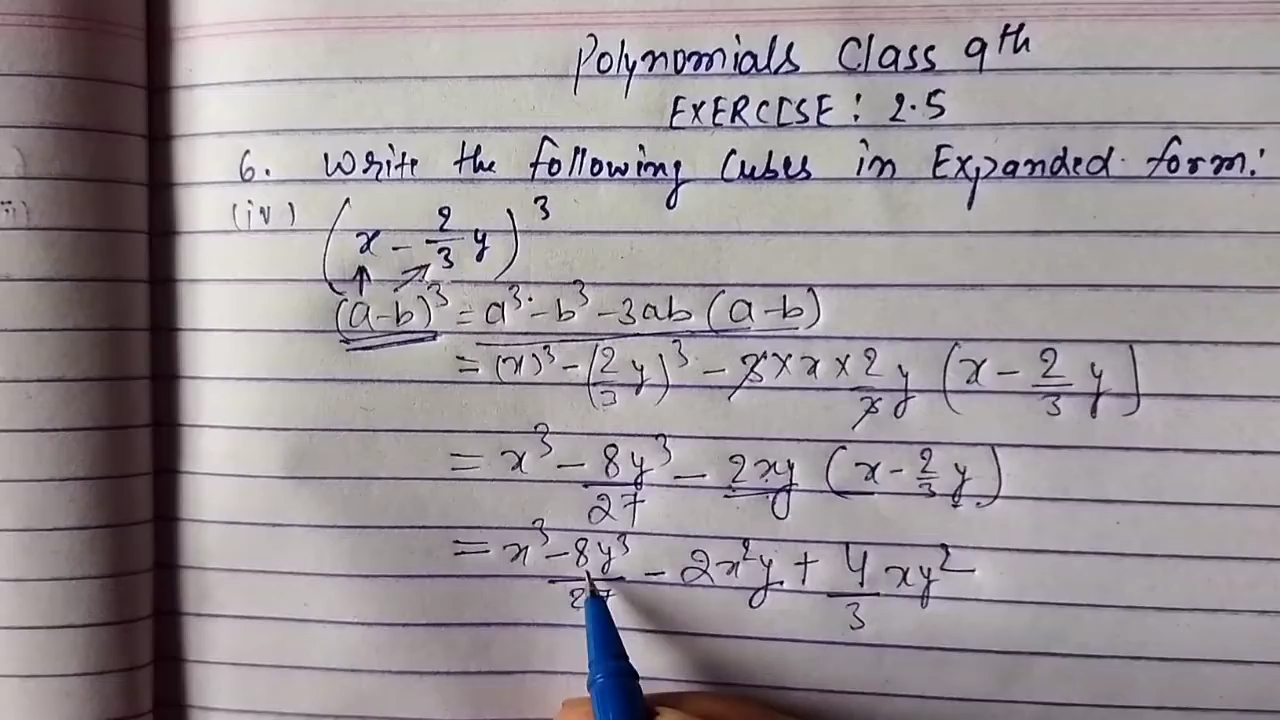 Polynomials Class 9th
EXERCISE : 2.5
6. Write the following Cubes in Expanded form:
(iv) (x - 2/3 y)³
(a-b)³ = a³ - b³ - 3ab (a-b)
= (x)³ - (2/3 y)³ - 3 × x × 2/3 y (x - 2/3 y)
= x³ - 8y³/27 - 2xy (x - 2/3 y)
= x³ - 8y³/27 - 2x²y + 4/3 xy²